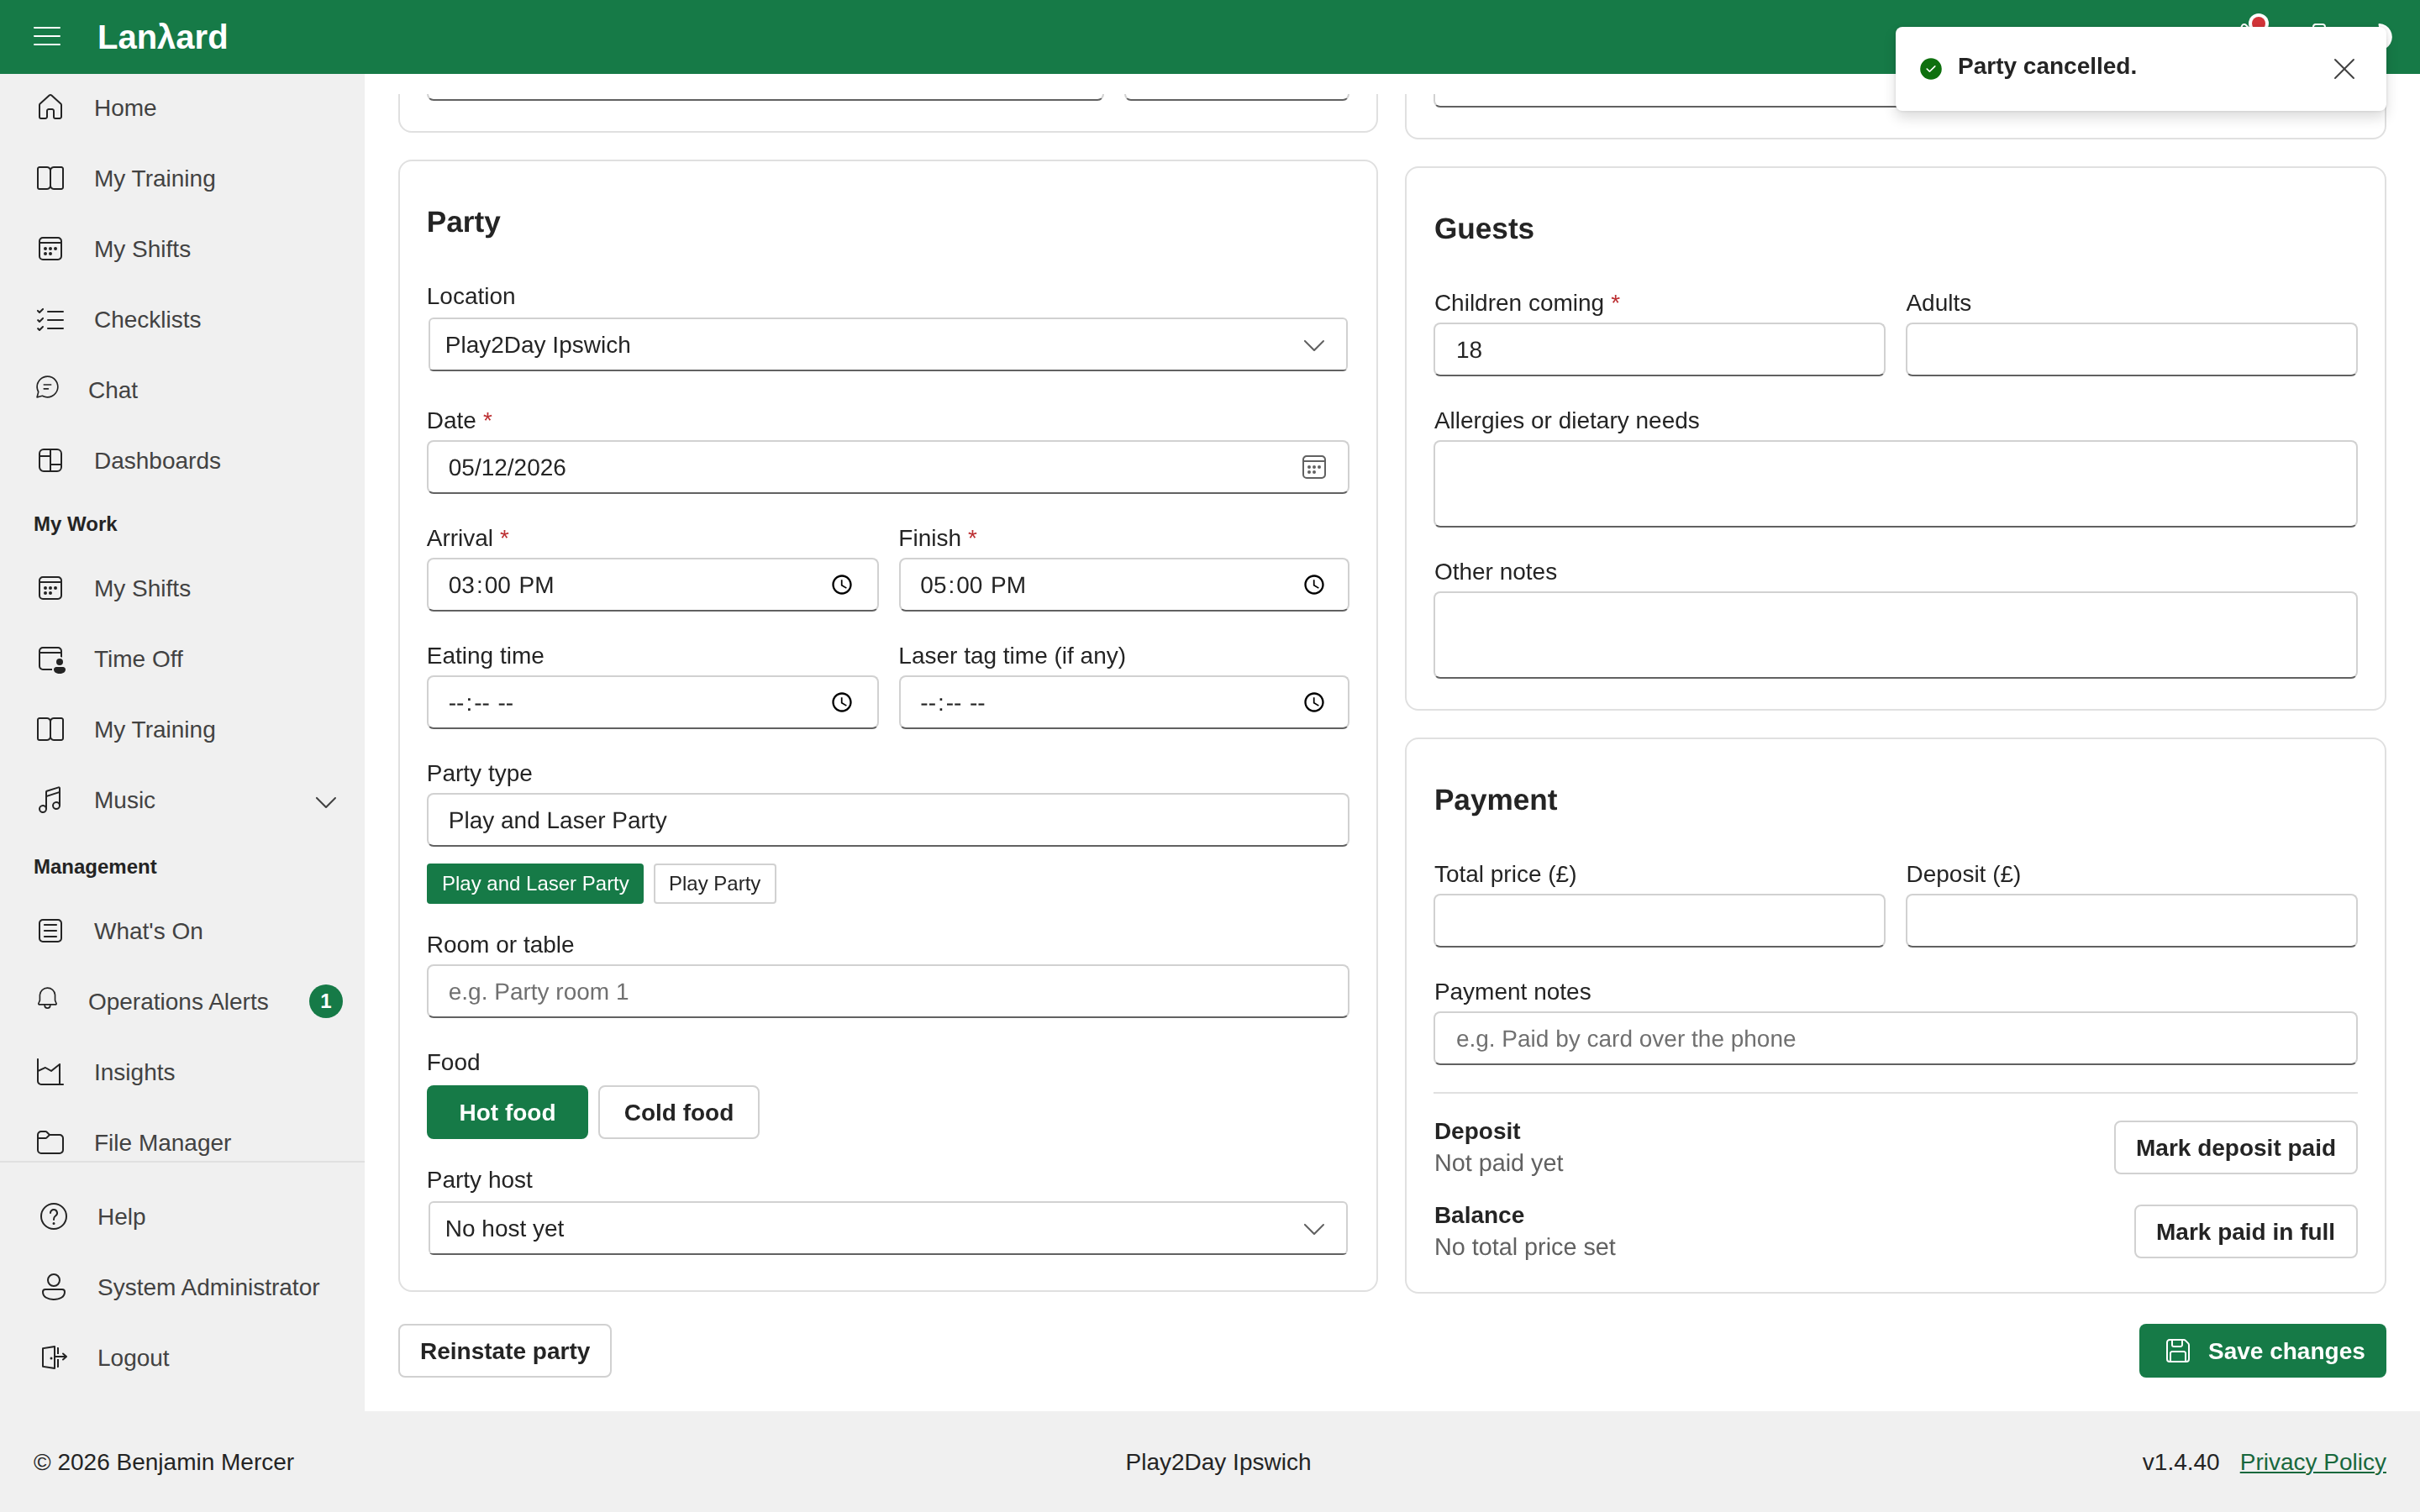 Lanλard
Party cancelled.
Home
My Training
My Shifts
Checklists
Chat
Dashboards
My Work
My Shifts
Time Off
My Training
Music
Management
What's On
Operations Alerts 1
Insights
File Manager
Help
System Administrator
Logout
Party
Location
Play2Day Ipswich
Date *
05/12/2026
Arrival * Finish *
03:00 PM 05:00 PM
Eating time Laser tag time (if any)
--:-- -- --:-- --
Party type
Play and Laser Party
Play and Laser Party Play Party
Room or table
e.g. Party room 1
Food
Hot food Cold food
Party host
No host yet
Reinstate party
Guests
Children coming * Adults
18
Allergies or dietary needs
Other notes
Payment
Total price (£) Deposit (£)
Payment notes
e.g. Paid by card over the phone
Deposit
Not paid yet
Mark deposit paid
Balance
No total price set
Mark paid in full
Save changes
© 2026 Benjamin Mercer Play2Day Ipswich v1.4.40 Privacy Policy